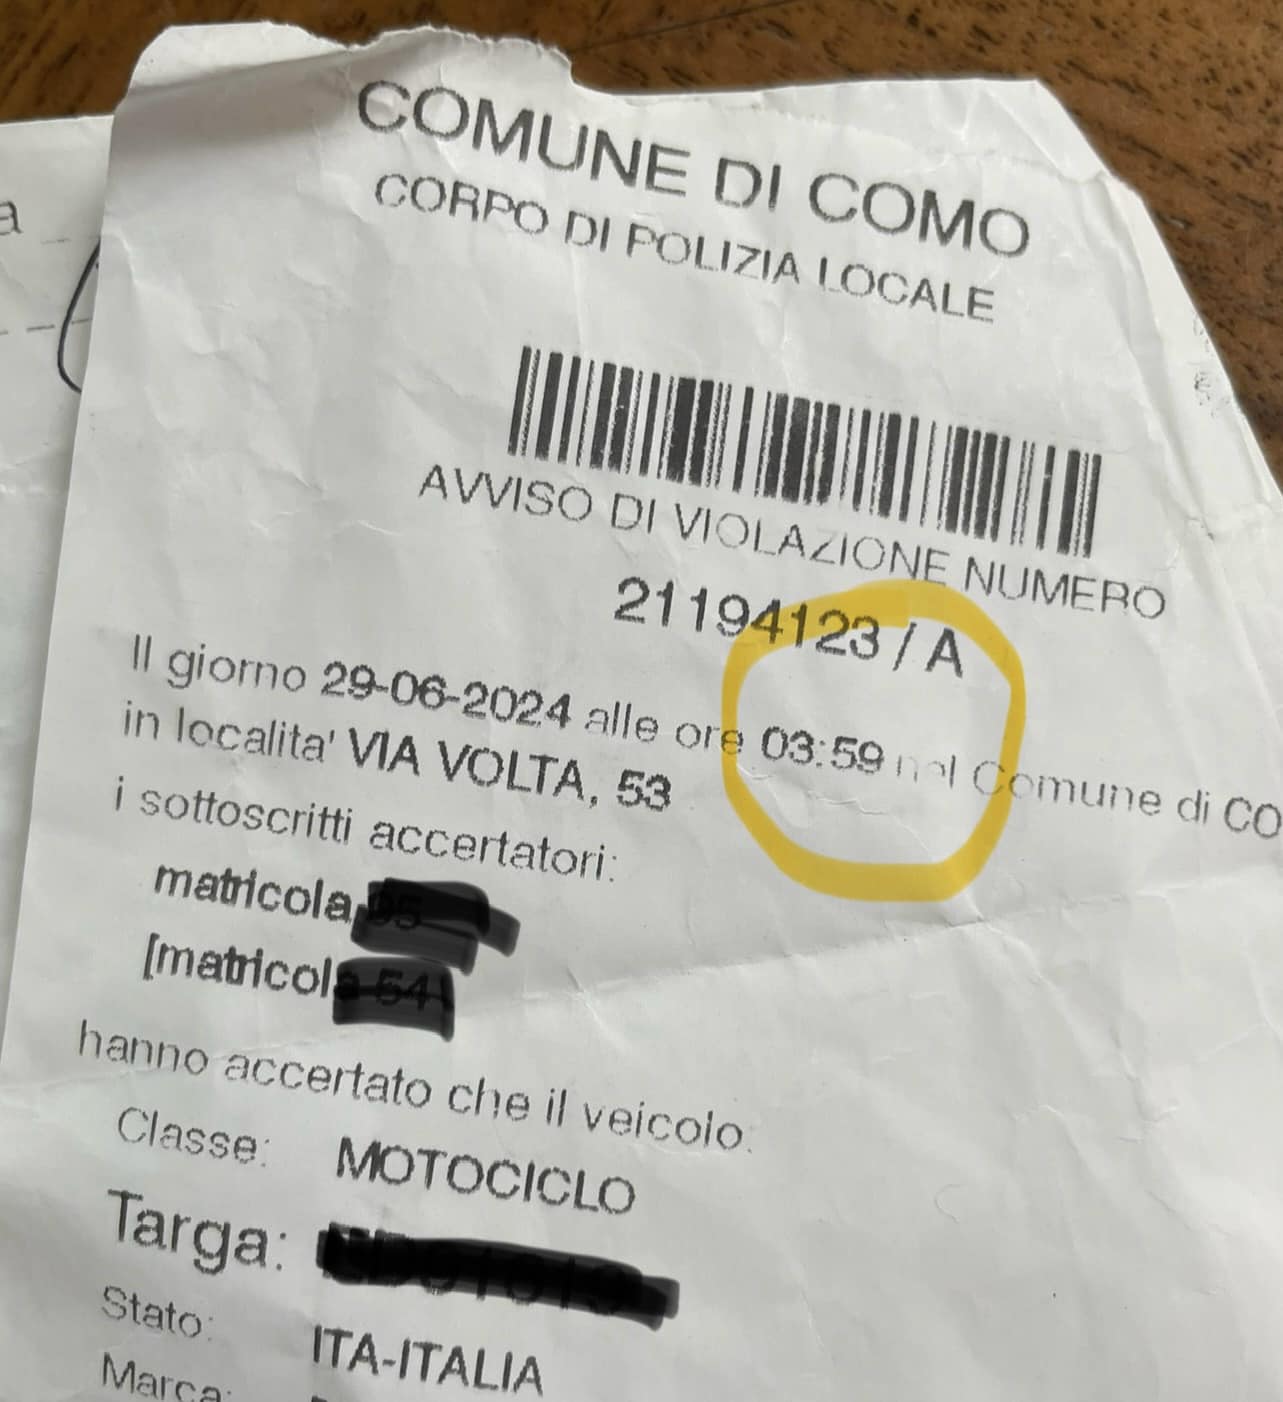 a
COMUNE DI COMO
CORPO DI POLIZIA LOCALE
AVVISO DI VIOLAZIONE NUMERO
21194123 / A
Il giorno 29-06-2024 alle ore 03:59 nel Comune di CO
in localita' VIA VOLTA, 53
i sottoscritti accertatori:
matricola
[matricola
hanno accertato che il veicolo:
Classe: MOTOCICLO
Targa:
Stato: ITA-ITALIA
Marca: